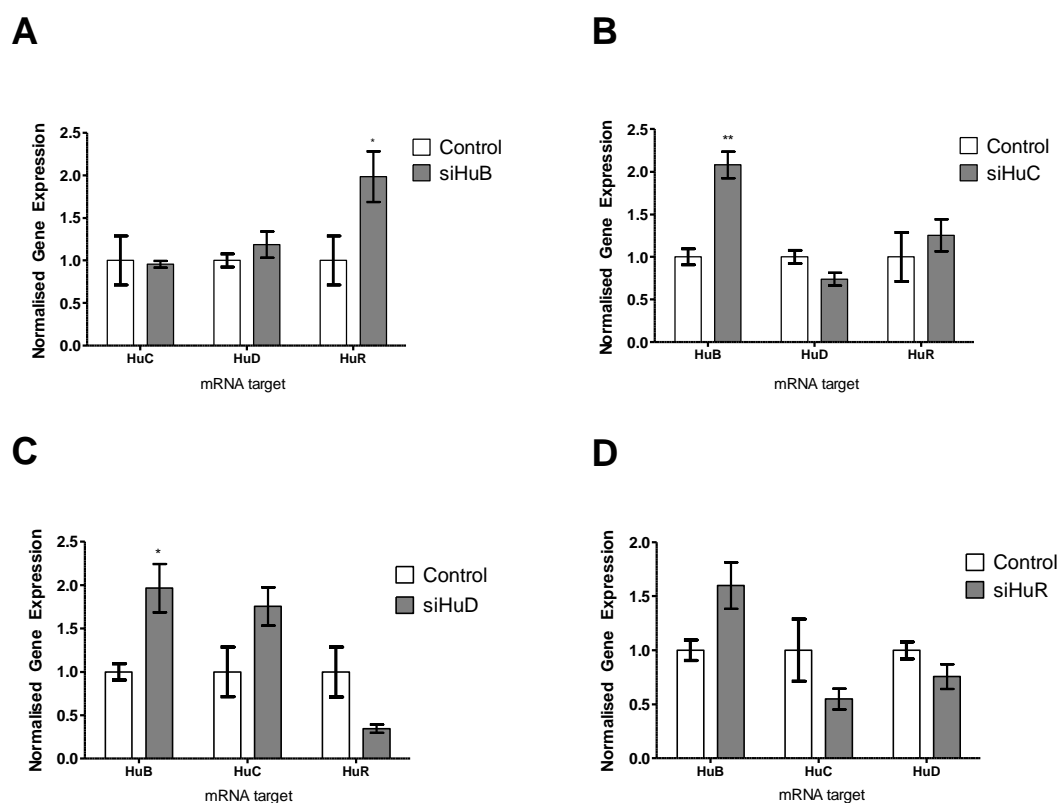 A
Normalised Gene Expression
2.5
2.0
1.5
1.0
0.5
0.0
*
HuC HuD HuR
mRNA target
Control
siHuB
B
Normalised Gene Expression
2.5
2.0
1.5
1.0
0.5
0.0
**
HuB HuD HuR
mRNA target
Control
siHuC
C
Normalised Gene Expression
2.5
2.0
1.5
1.0
0.5
0.0
*
HuB HuC HuR
mRNA target
Control
siHuD
D
Normalised Gene Expression
2.0
1.5
1.0
0.5
0.0
HuB HuC HuD
mRNA target
Control
siHuR